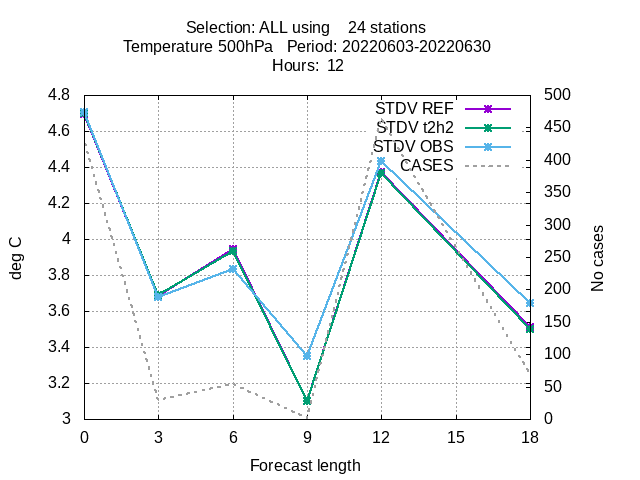 Selection: ALL using 24 stations
Temperature 500hPa Period: 20220603-20220630
Hours: 12
4.8
4.6
4.4
4.2
4
3.8
3.6
3.4
3.2
3
500
450
400
350
300
250
200
150
100
50
0
STDV REF
STDV t2h2
STDV OBS
CASES
deg C
No cases
0 3 6 9 12 15 18
Forecast length